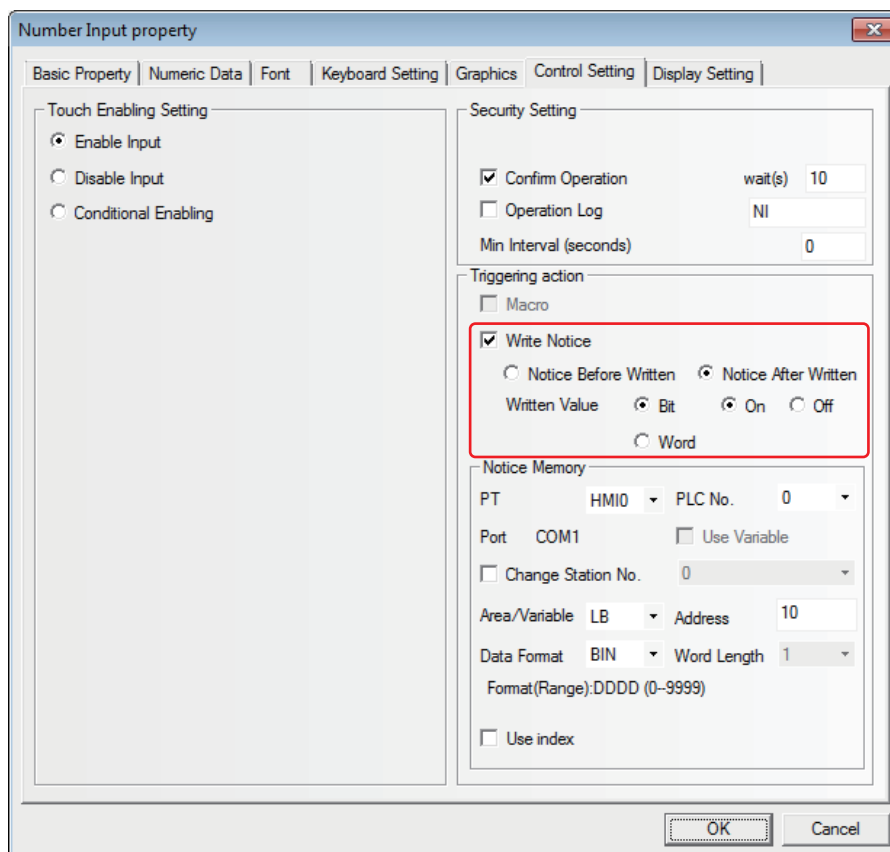 Number Input property
Basic Property Numeric Data Font Keyboard Setting Graphics Control Setting Display Setting
Touch Enabling Setting
Enable Input
Disable Input
Conditional Enabling
Security Setting
Confirm Operation wait(s) 10
Operation Log NI
Min Interval (seconds) 0
Triggering action
Macro
Write Notice
Notice Before Written Notice After Written
Written Value Bit On Off
Word
Notice Memory
PT HMI0 PLC No. 0
Port COM1 Use Variable
Change Station No. 0
Area/Variable LB Address 10
Data Format BIN Word Length 1
Format(Range):DDDD (0--9999)
Use index
OK Cancel